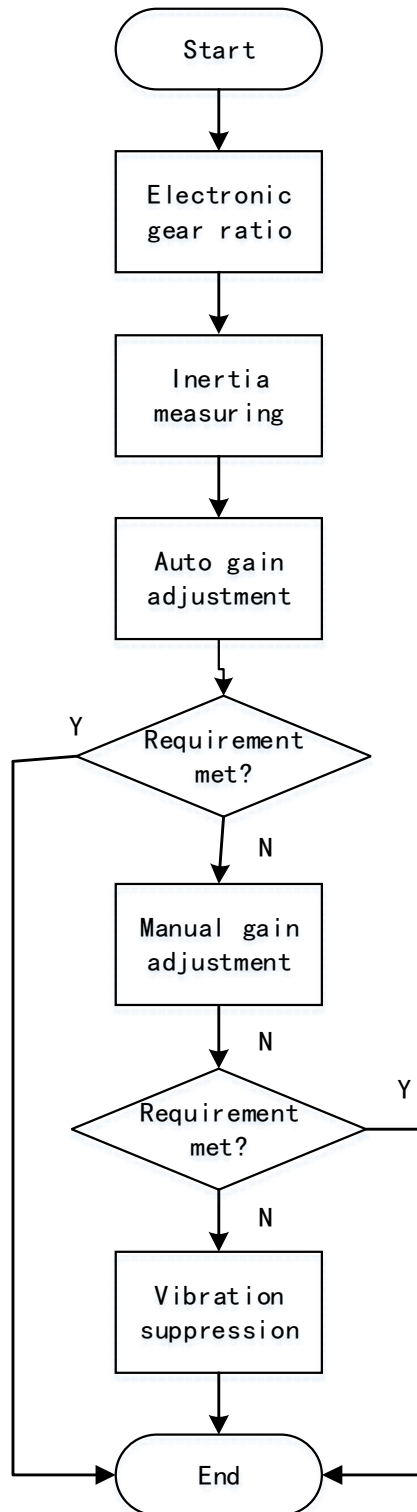 Start
Electronic
gear ratio
Inertia
measuring
Auto gain
adjustment
Y
Requirement
met?
N
Manual gain
adjustment
N
Y
Requirement
met?
N
Vibration
suppression
End